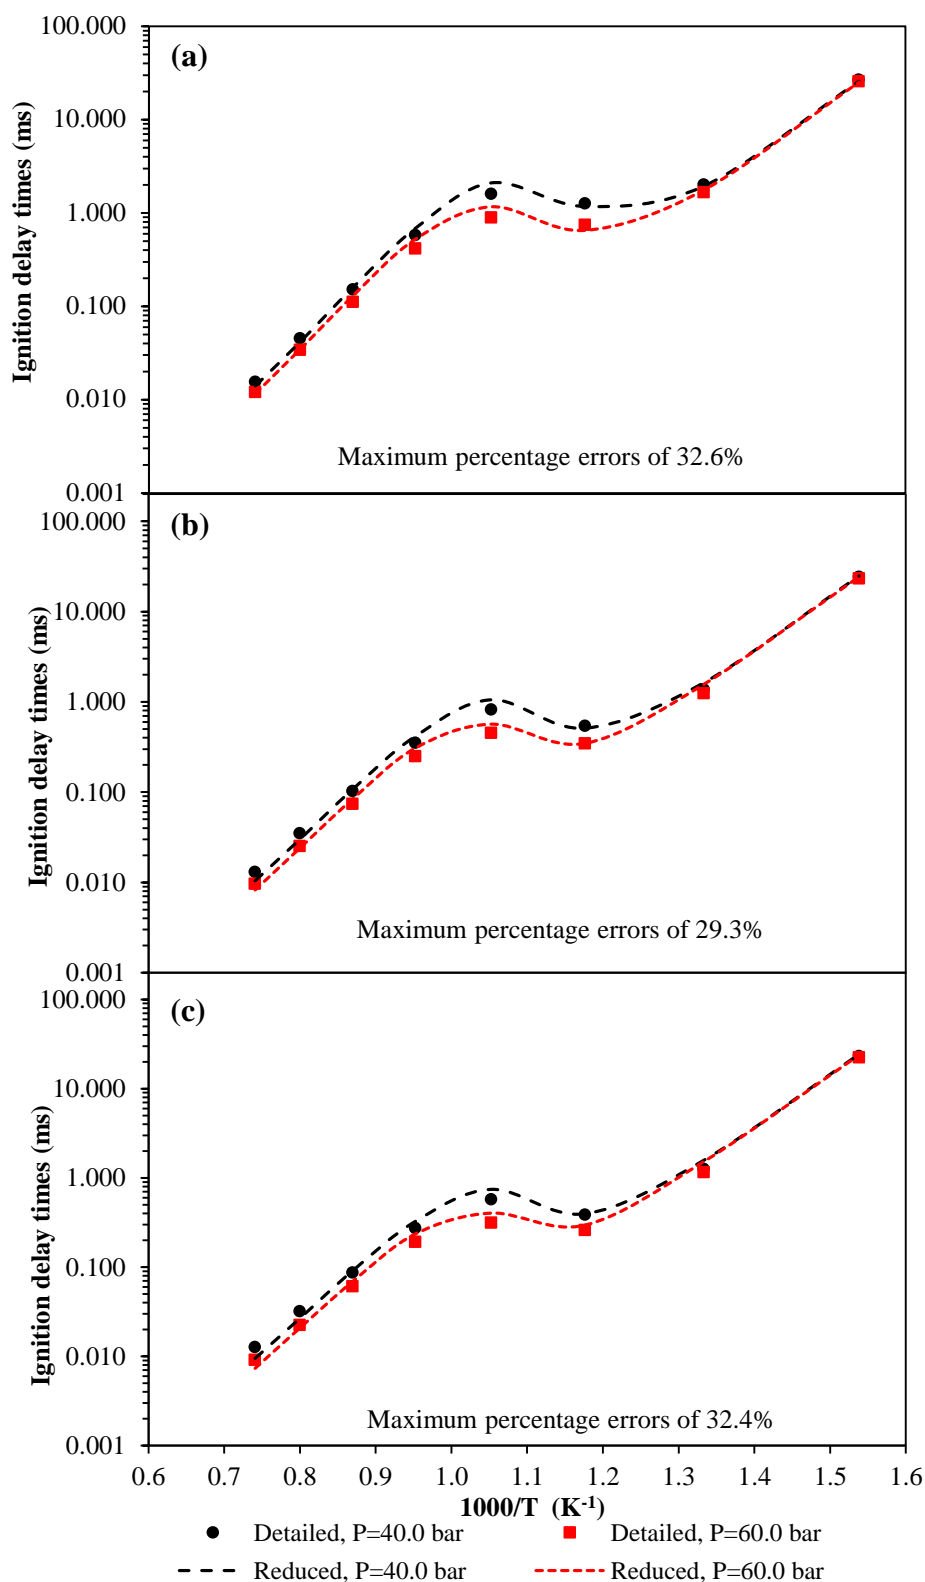 (a)
100.000
10.000
1.000
0.100
0.010
0.001
Ignition delay times (ms)
Maximum percentage errors of 32.6%
(b)
100.000
10.000
1.000
0.100
0.010
0.001
Ignition delay times (ms)
Maximum percentage errors of 29.3%
(c)
100.000
10.000
1.000
0.100
0.010
0.001
Ignition delay times (ms)
Maximum percentage errors of 32.4%
0.6 0.7 0.8 0.9 1.0 1.1 1.2 1.3 1.4 1.5 1.6
1000/T (K⁻¹)
Detailed, P=40.0 bar Detailed, P=60.0 bar
Reduced, P=40.0 bar Reduced, P=60.0 bar